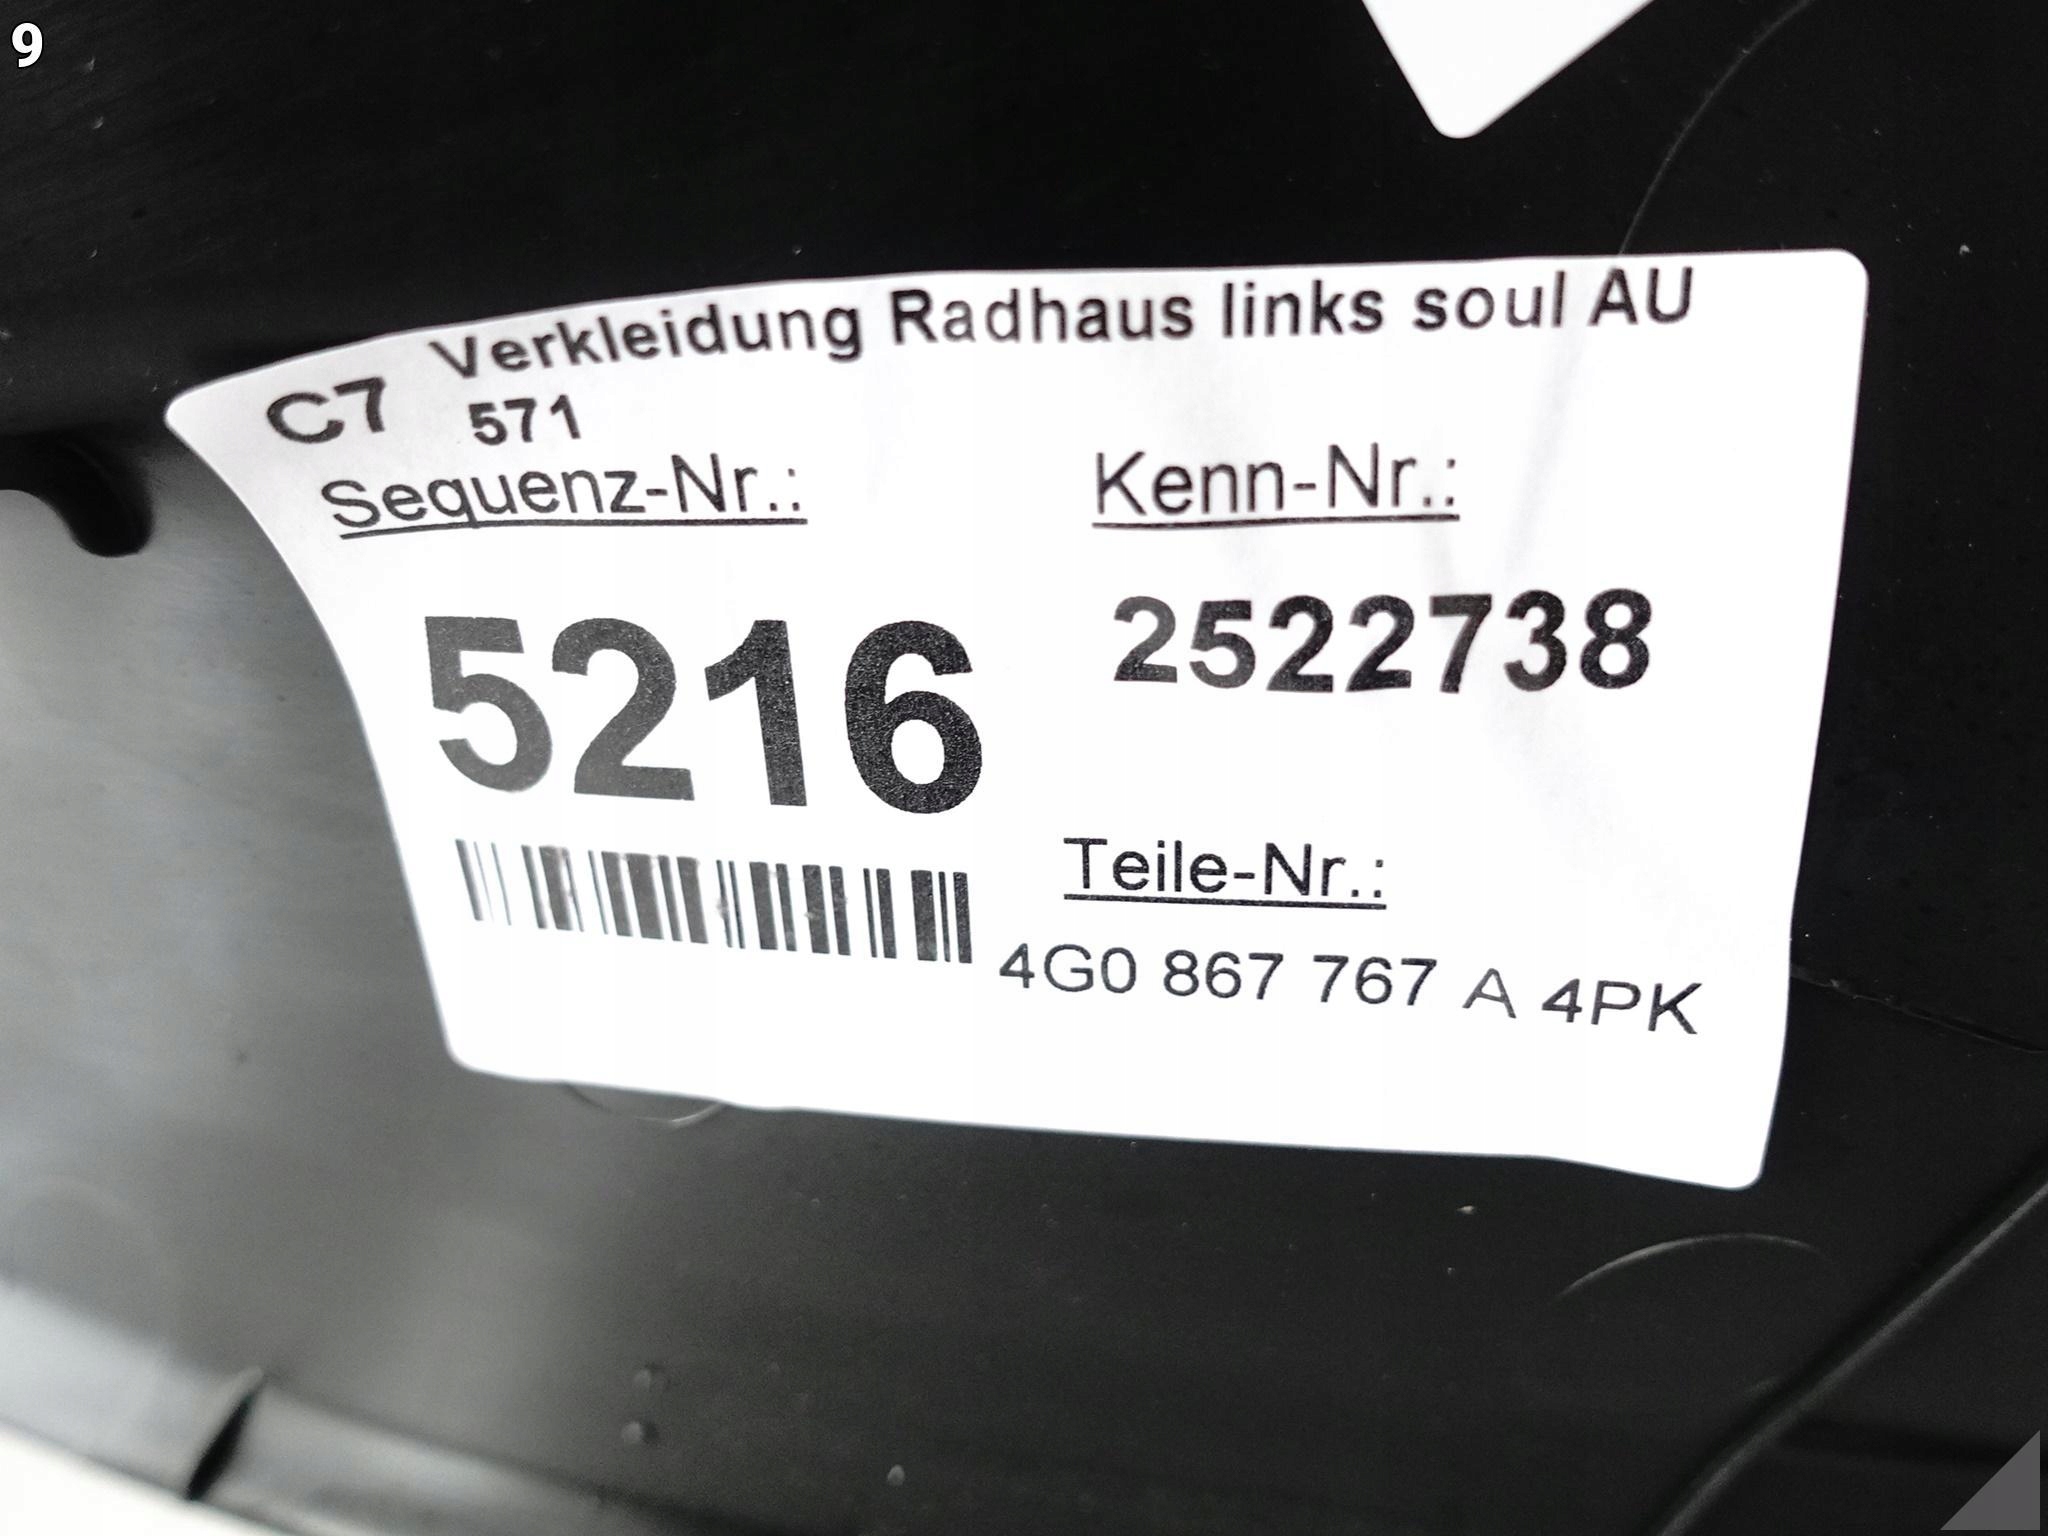 9
C7 Verkleidung Radhaus links soul AU
571
Sequenz-Nr.: Kenn-Nr.:
5216 2522738
Teile-Nr.:
4G0 867 767 A 4PK